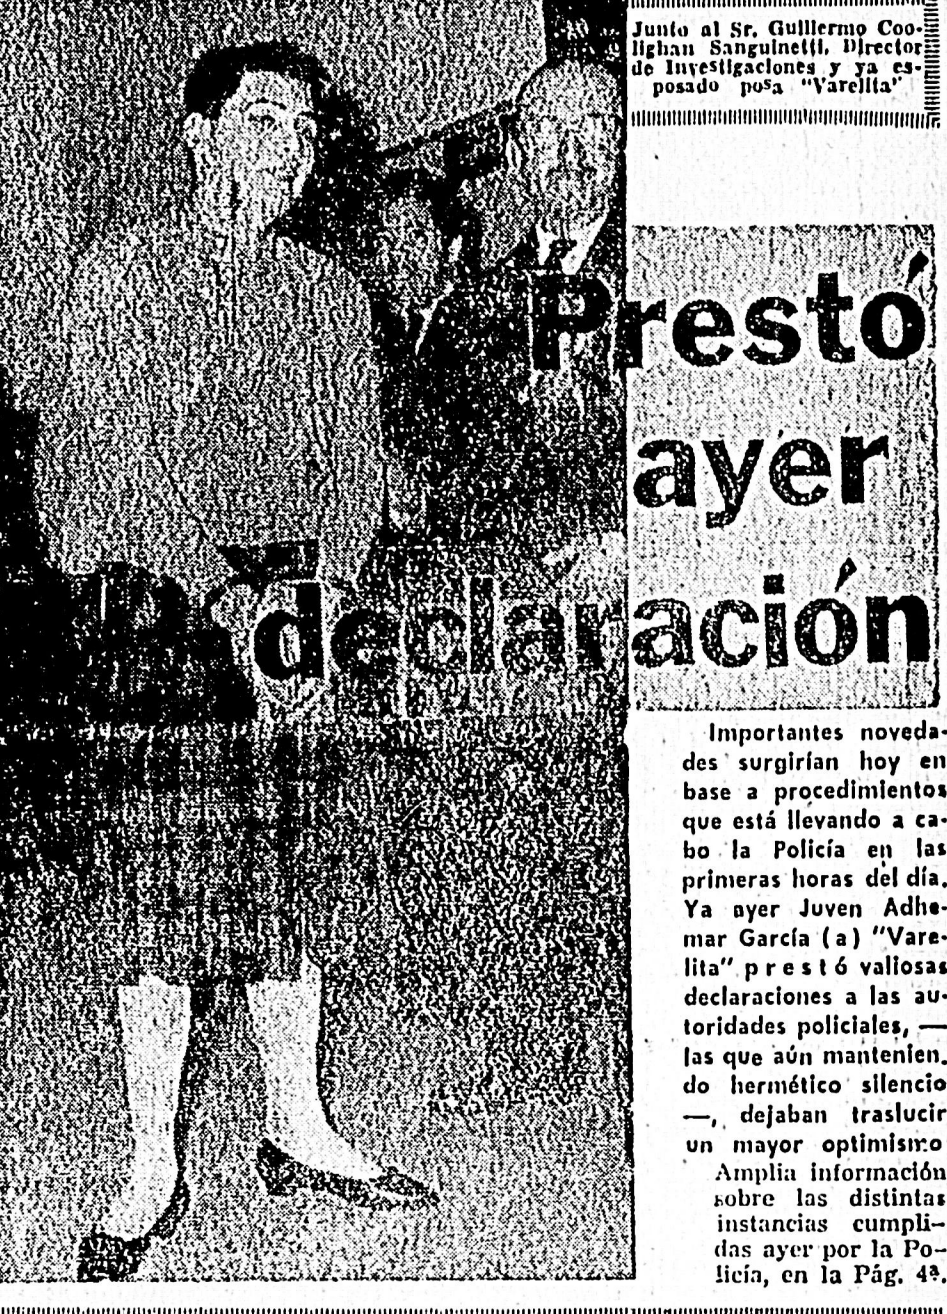 Junto al Sr. Guillermo Coo-
lighan Sanguinetti, Director
de Investigaciones y ya es-
posado posa "Varelita"
Prestó
ayer
declaración
Importantes noveda-
des surgirían hoy en
base a procedimientos
que está llevando a ca-
bo la Policía en las
primeras horas del día.
Ya ayer Juven Adhe-
mar García (a) "Vare-
lita" prestó valiosas
declaraciones a las au-
toridades policiales, —
las que aún mantenien.
do hermético silencio
—, dejaban traslucir
un mayor optimismo
Amplia información
sobre las distintas
instancias cumpli-
das ayer por la Po-
licía, en la Pág. 4ª.